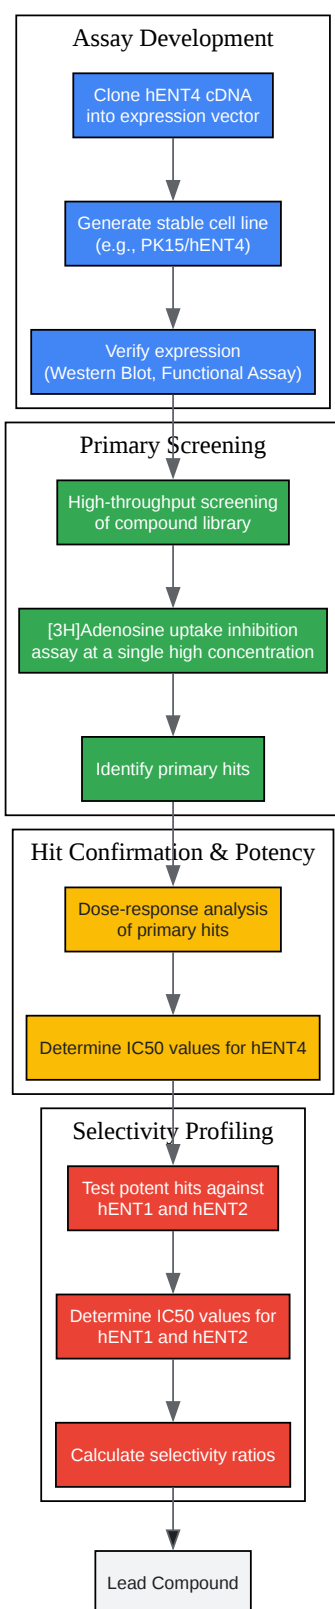 Assay Development
Clone hENT4 cDNA
into expression vector
Generate stable cell line
(e.g., PK15/hENT4)
Verify expression
(Western Blot, Functional Assay)
Primary Screening
High-throughput screening
of compound library
[3H]Adenosine uptake inhibition
assay at a single high concentration
Identify primary hits
Hit Confirmation & Potency
Dose-response analysis
of primary hits
Determine IC50 values for hENT4
Selectivity Profiling
Test potent hits against
hENT1 and hENT2
Determine IC50 values for
hENT1 and hENT2
Calculate selectivity ratios
Lead Compound